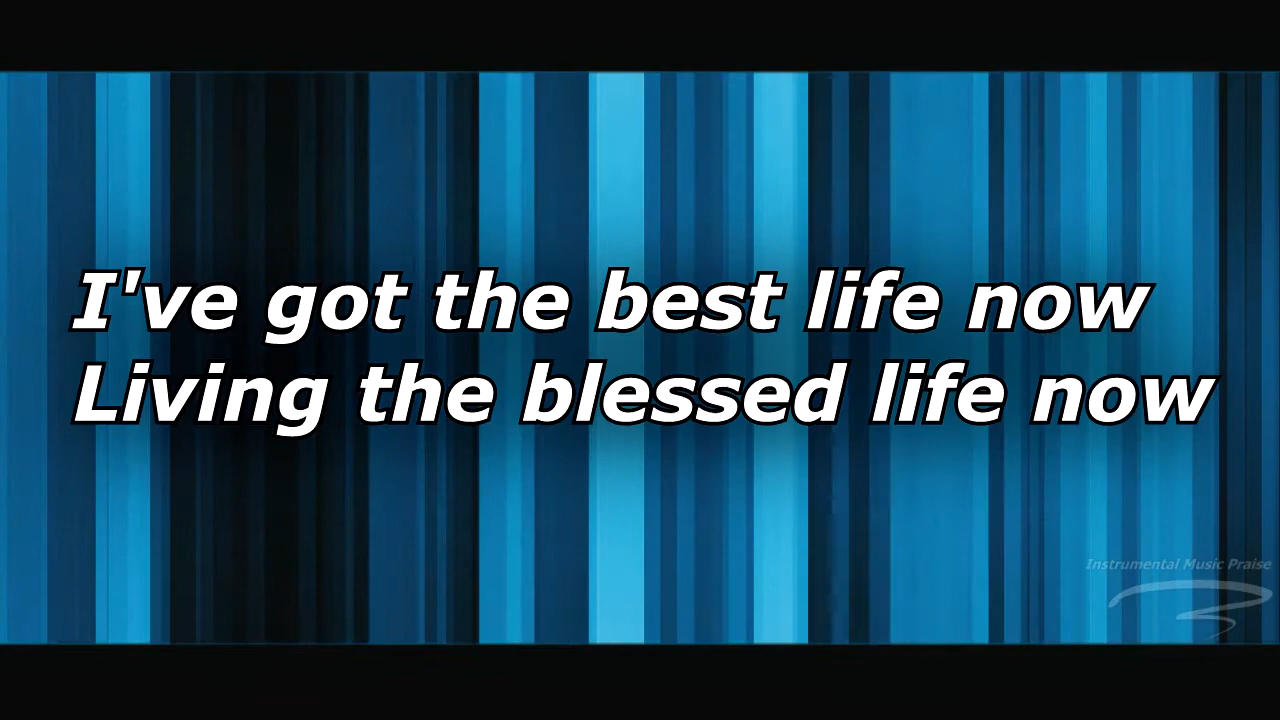 I've got the best life now
Living the blessed life now
Instrumental Music Praise